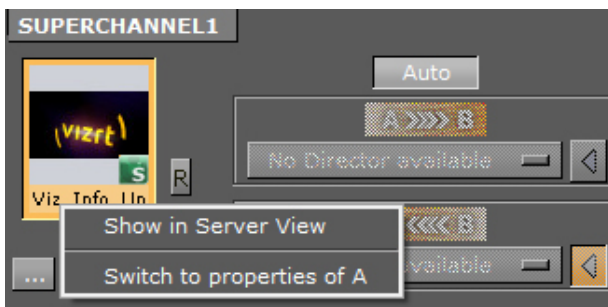 SUPERCHANNEL1
Auto
A >>>> B
vizrt
No Director available
S
R
Viz Info Up
Show in Server View
<<<< B
available
...
Switch to properties of A